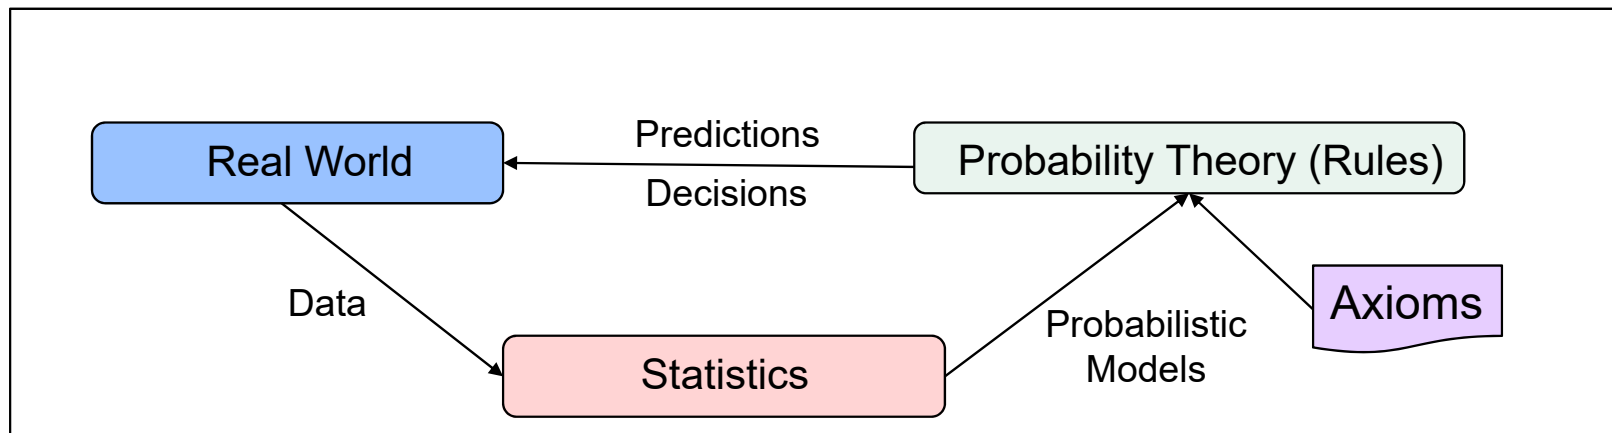 Real World
Predictions
Decisions
Probability Theory (Rules)
Data
Statistics
Probabilistic
Models
Axioms